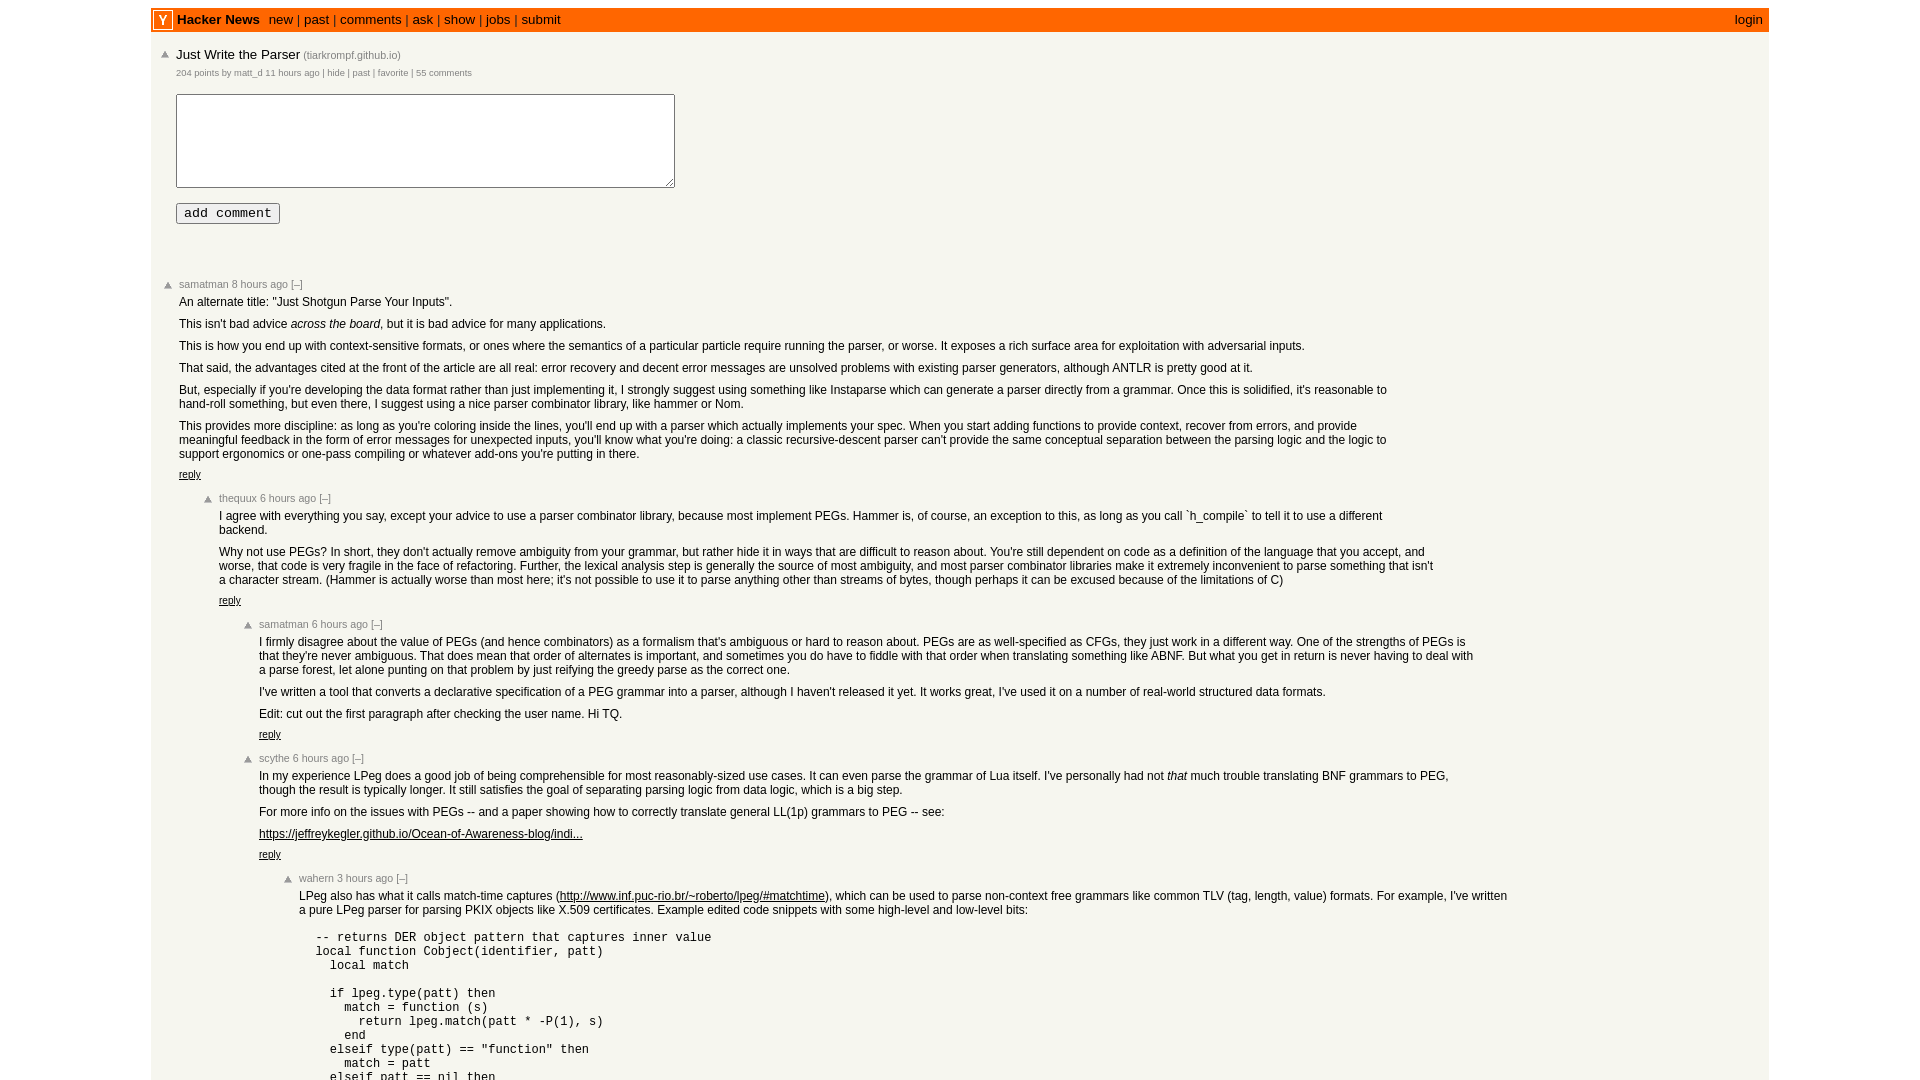 Y Hacker News new | past | comments | ask | show | jobs | submit login
Just Write the Parser (tiarkrompf.github.io)
204 points by matt_d 11 hours ago | hide | past | favorite | 55 comments
add comment
samatman 8 hours ago [–]
An alternate title: "Just Shotgun Parse Your Inputs".
This isn't bad advice across the board, but it is bad advice for many applications.
This is how you end up with context-sensitive formats, or ones where the semantics of a particular particle require running the parser, or worse. It exposes a rich surface area for exploitation with adversarial inputs.
That said, the advantages cited at the front of the article are all real: error recovery and decent error messages are unsolved problems with existing parser generators, although ANTLR is pretty good at it.
But, especially if you're developing the data format rather than just implementing it, I strongly suggest using something like Instaparse which can generate a parser directly from a grammar. Once this is solidified, it's reasonable to
hand-roll something, but even there, I suggest using a nice parser combinator library, like hammer or Nom.
This provides more discipline: as long as you're coloring inside the lines, you'll end up with a parser which actually implements your spec. When you start adding functions to provide context, recover from errors, and provide
meaningful feedback in the form of error messages for unexpected inputs, you'll know what you're doing: a classic recursive-descent parser can't provide the same conceptual separation between the parsing logic and the logic to
support ergonomics or one-pass compiling or whatever add-ons you're putting in there.
reply
thequux 6 hours ago [–]
I agree with everything you say, except your advice to use a parser combinator library, because most implement PEGs. Hammer is, of course, an exception to this, as long as you call `h_compile` to tell it to use a different
backend.
Why not use PEGs? In short, they don't actually remove ambiguity from your grammar, but rather hide it in ways that are difficult to reason about. You're still dependent on code as a definition of the language that you accept, and
worse, that code is very fragile in the face of refactoring. Further, the lexical analysis step is generally the source of most ambiguity, and most parser combinator libraries make it extremely inconvenient to parse something that isn't
a character stream. (Hammer is actually worse than most here; it's not possible to use it to parse anything other than streams of bytes, though perhaps it can be excused because of the limitations of C)
reply
samatman 6 hours ago [–]
I firmly disagree about the value of PEGs (and hence combinators) as a formalism that's ambiguous or hard to reason about. PEGs are as well-specified as CFGs, they just work in a different way. One of the strengths of PEGs is
that they're never ambiguous. That does mean that order of alternates is important, and sometimes you do have to fiddle with that order when translating something like ABNF. But what you get in return is never having to deal with
a parse forest, let alone punting on that problem by just reifying the greedy parse as the correct one.
I've written a tool that converts a declarative specification of a PEG grammar into a parser, although I haven't released it yet. It works great, I've used it on a number of real-world structured data formats.
Edit: cut out the first paragraph after checking the user name. Hi TQ.
reply
scythe 6 hours ago [–]
In my experience LPeg does a good job of being comprehensible for most reasonably-sized use cases. It can even parse the grammar of Lua itself. I've personally had not that much trouble translating BNF grammars to PEG,
though the result is typically longer. It still satisfies the goal of separating parsing logic from data logic, which is a big step.
For more info on the issues with PEGs -- and a paper showing how to correctly translate general LL(1p) grammars to PEG -- see:
https://jeffreykegler.github.io/Ocean-of-Awareness-blog/indi...
reply
wahern 3 hours ago [–]
LPeg also has what it calls match-time captures (http://www.inf.puc-rio.br/~roberto/lpeg/#matchtime), which can be used to parse non-context free grammars like common TLV (tag, length, value) formats. For example, I've written
a pure LPeg parser for parsing PKIX objects like X.509 certificates. Example edited code snippets with some high-level and low-level bits:
-- returns DER object pattern that captures inner value
local function Cobject(identifier, patt)
local match
if lpeg.type(patt) then
match = function (s)
return lpeg.match(patt * -P(1), s)
end
elseif type(patt) == "function" then
match = patt
elseif patt == nil then